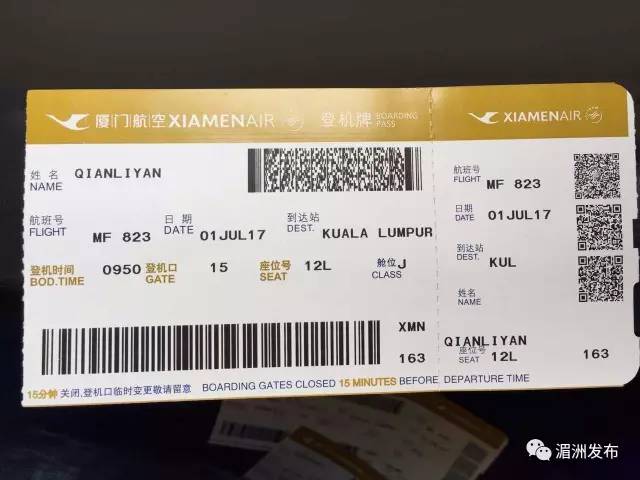 厦门航空 XIAMENAIR 登机牌 BOARDING PASS
姓名 NAME QIANLIYAN
航班号 FLIGHT MF 823 日期 DATE 01JUL17 到达站 DEST. KUALA LUMPUR
登机时间 BOD.TIME 0950 登机口 GATE 15 座位号 SEAT 12L 舱位 CLASS J
XMN
163
15分钟 关闭,登机口临时变更敬请留意 BOARDING GATES CLOSED 15 MINUTES BEFORE DEPARTURE TIME
XIAMENAIR
航班号 FLIGHT MF 823
日期 DATE 01JUL17
到达站 DEST. KUL
姓名 NAME
QIANLIYAN
座位号 SEAT 12L 163
湄洲发布